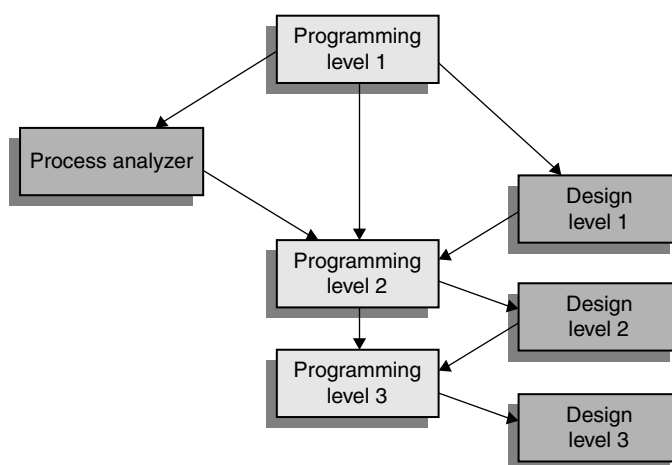 Programming
level 1
Process analyzer
Design
level 1
Programming
level 2
Design
level 2
Programming
level 3
Design
level 3